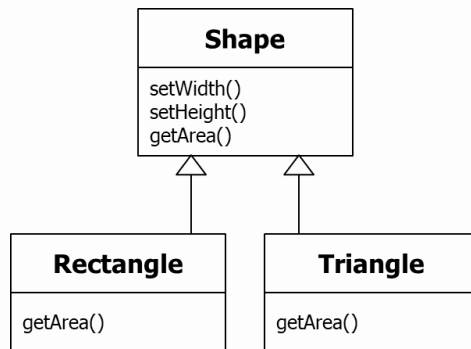 Shape
setWidth()
setHeight()
getArea()
Rectangle
getArea()
Triangle
getArea()